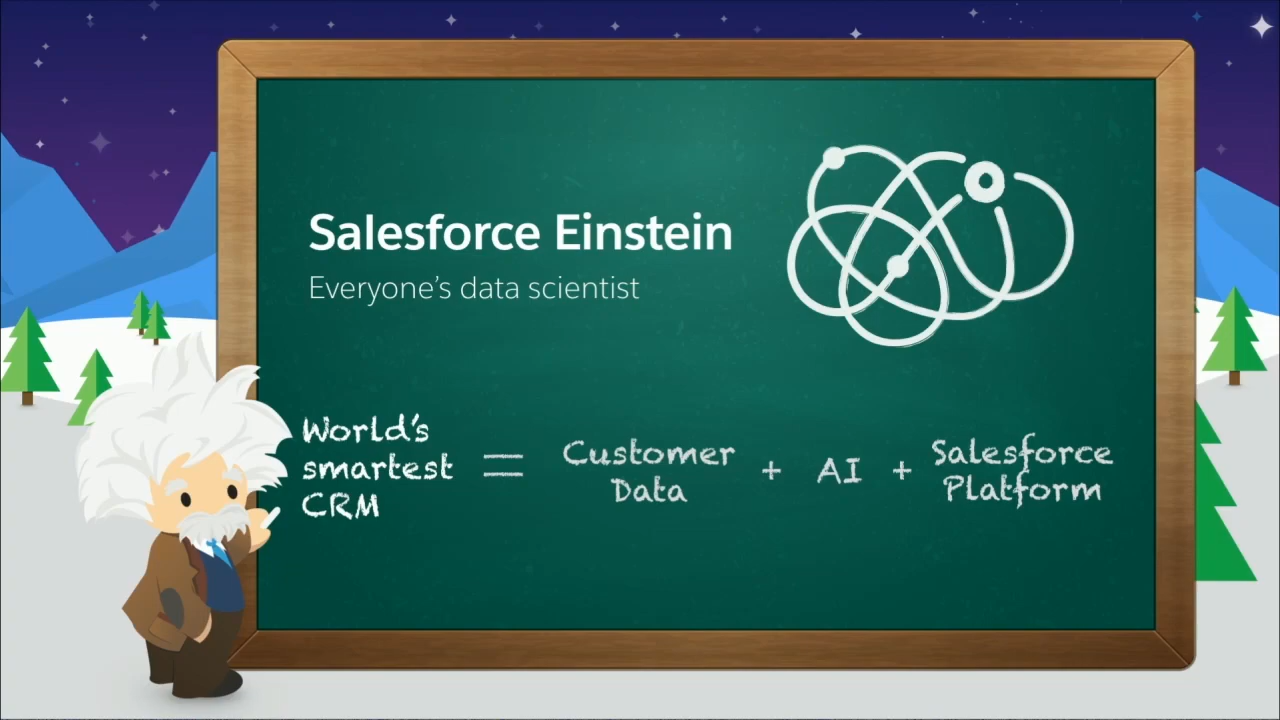 Salesforce Einstein
Everyone’s data scientist
World's
smartest
CRM
=
Customer
Data
+
AI
+
Salesforce
Platform